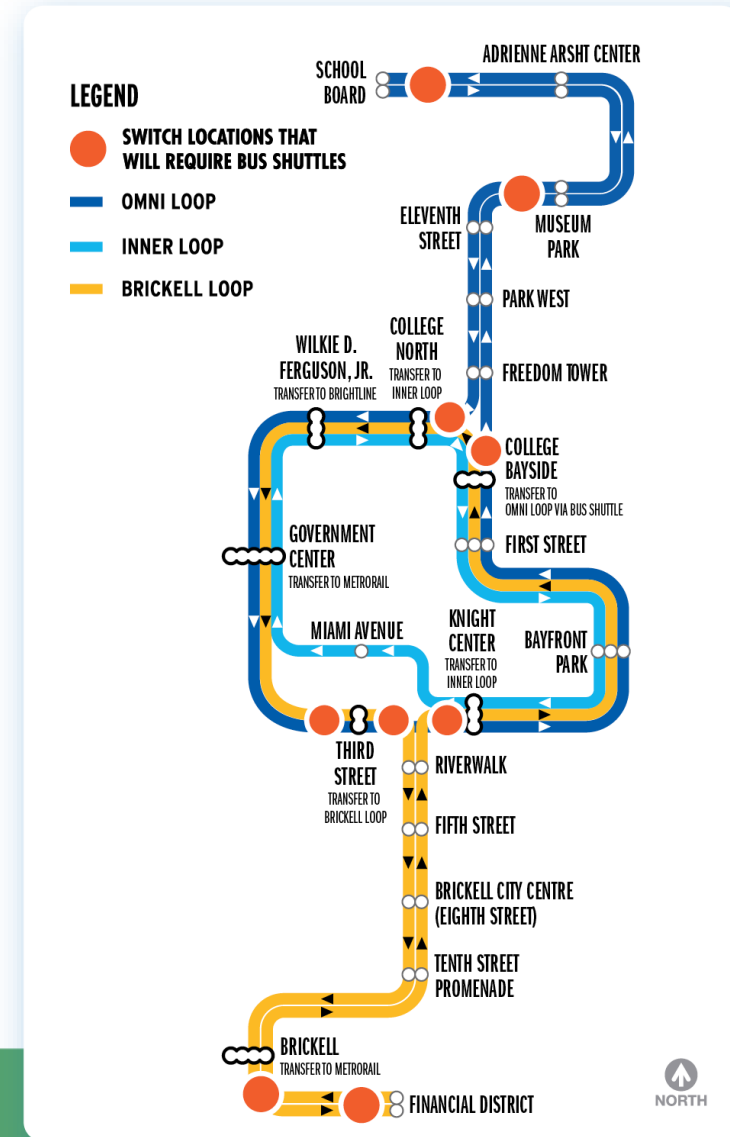 LEGEND
SWITCH LOCATIONS THAT
WILL REQUIRE BUS SHUTTLES
OMNI LOOP
INNER LOOP
BRICKELL LOOP
SCHOOL
BOARD
ADRIENNE ARSHT CENTER
MUSEUM
PARK
ELEVENTH
STREET
PARK WEST
FREEDOM TOWER
COLLEGE
NORTH
TRANSFER TO
INNER LOOP
WILKIE D.
FERGUSON, JR.
TRANSFER TO BRIGHTLINE
COLLEGE
BAYSIDE
TRANSFER TO
OMNI LOOP VIA BUS SHUTTLE
FIRST STREET
GOVERNMENT
CENTER
TRANSFER TO METRORAIL
MIAMI AVENUE
KNIGHT
CENTER
TRANSFER TO
INNER LOOP
BAYFRONT
PARK
THIRD
STREET
TRANSFER TO
BRICKELL LOOP
RIVERWALK
FIFTH STREET
BRICKELL CITY CENTRE
(EIGHTH STREET)
TENTH STREET
PROMENADE
BRICKELL
TRANSFER TO METRORAIL
FINANCIAL DISTRICT
NORTH